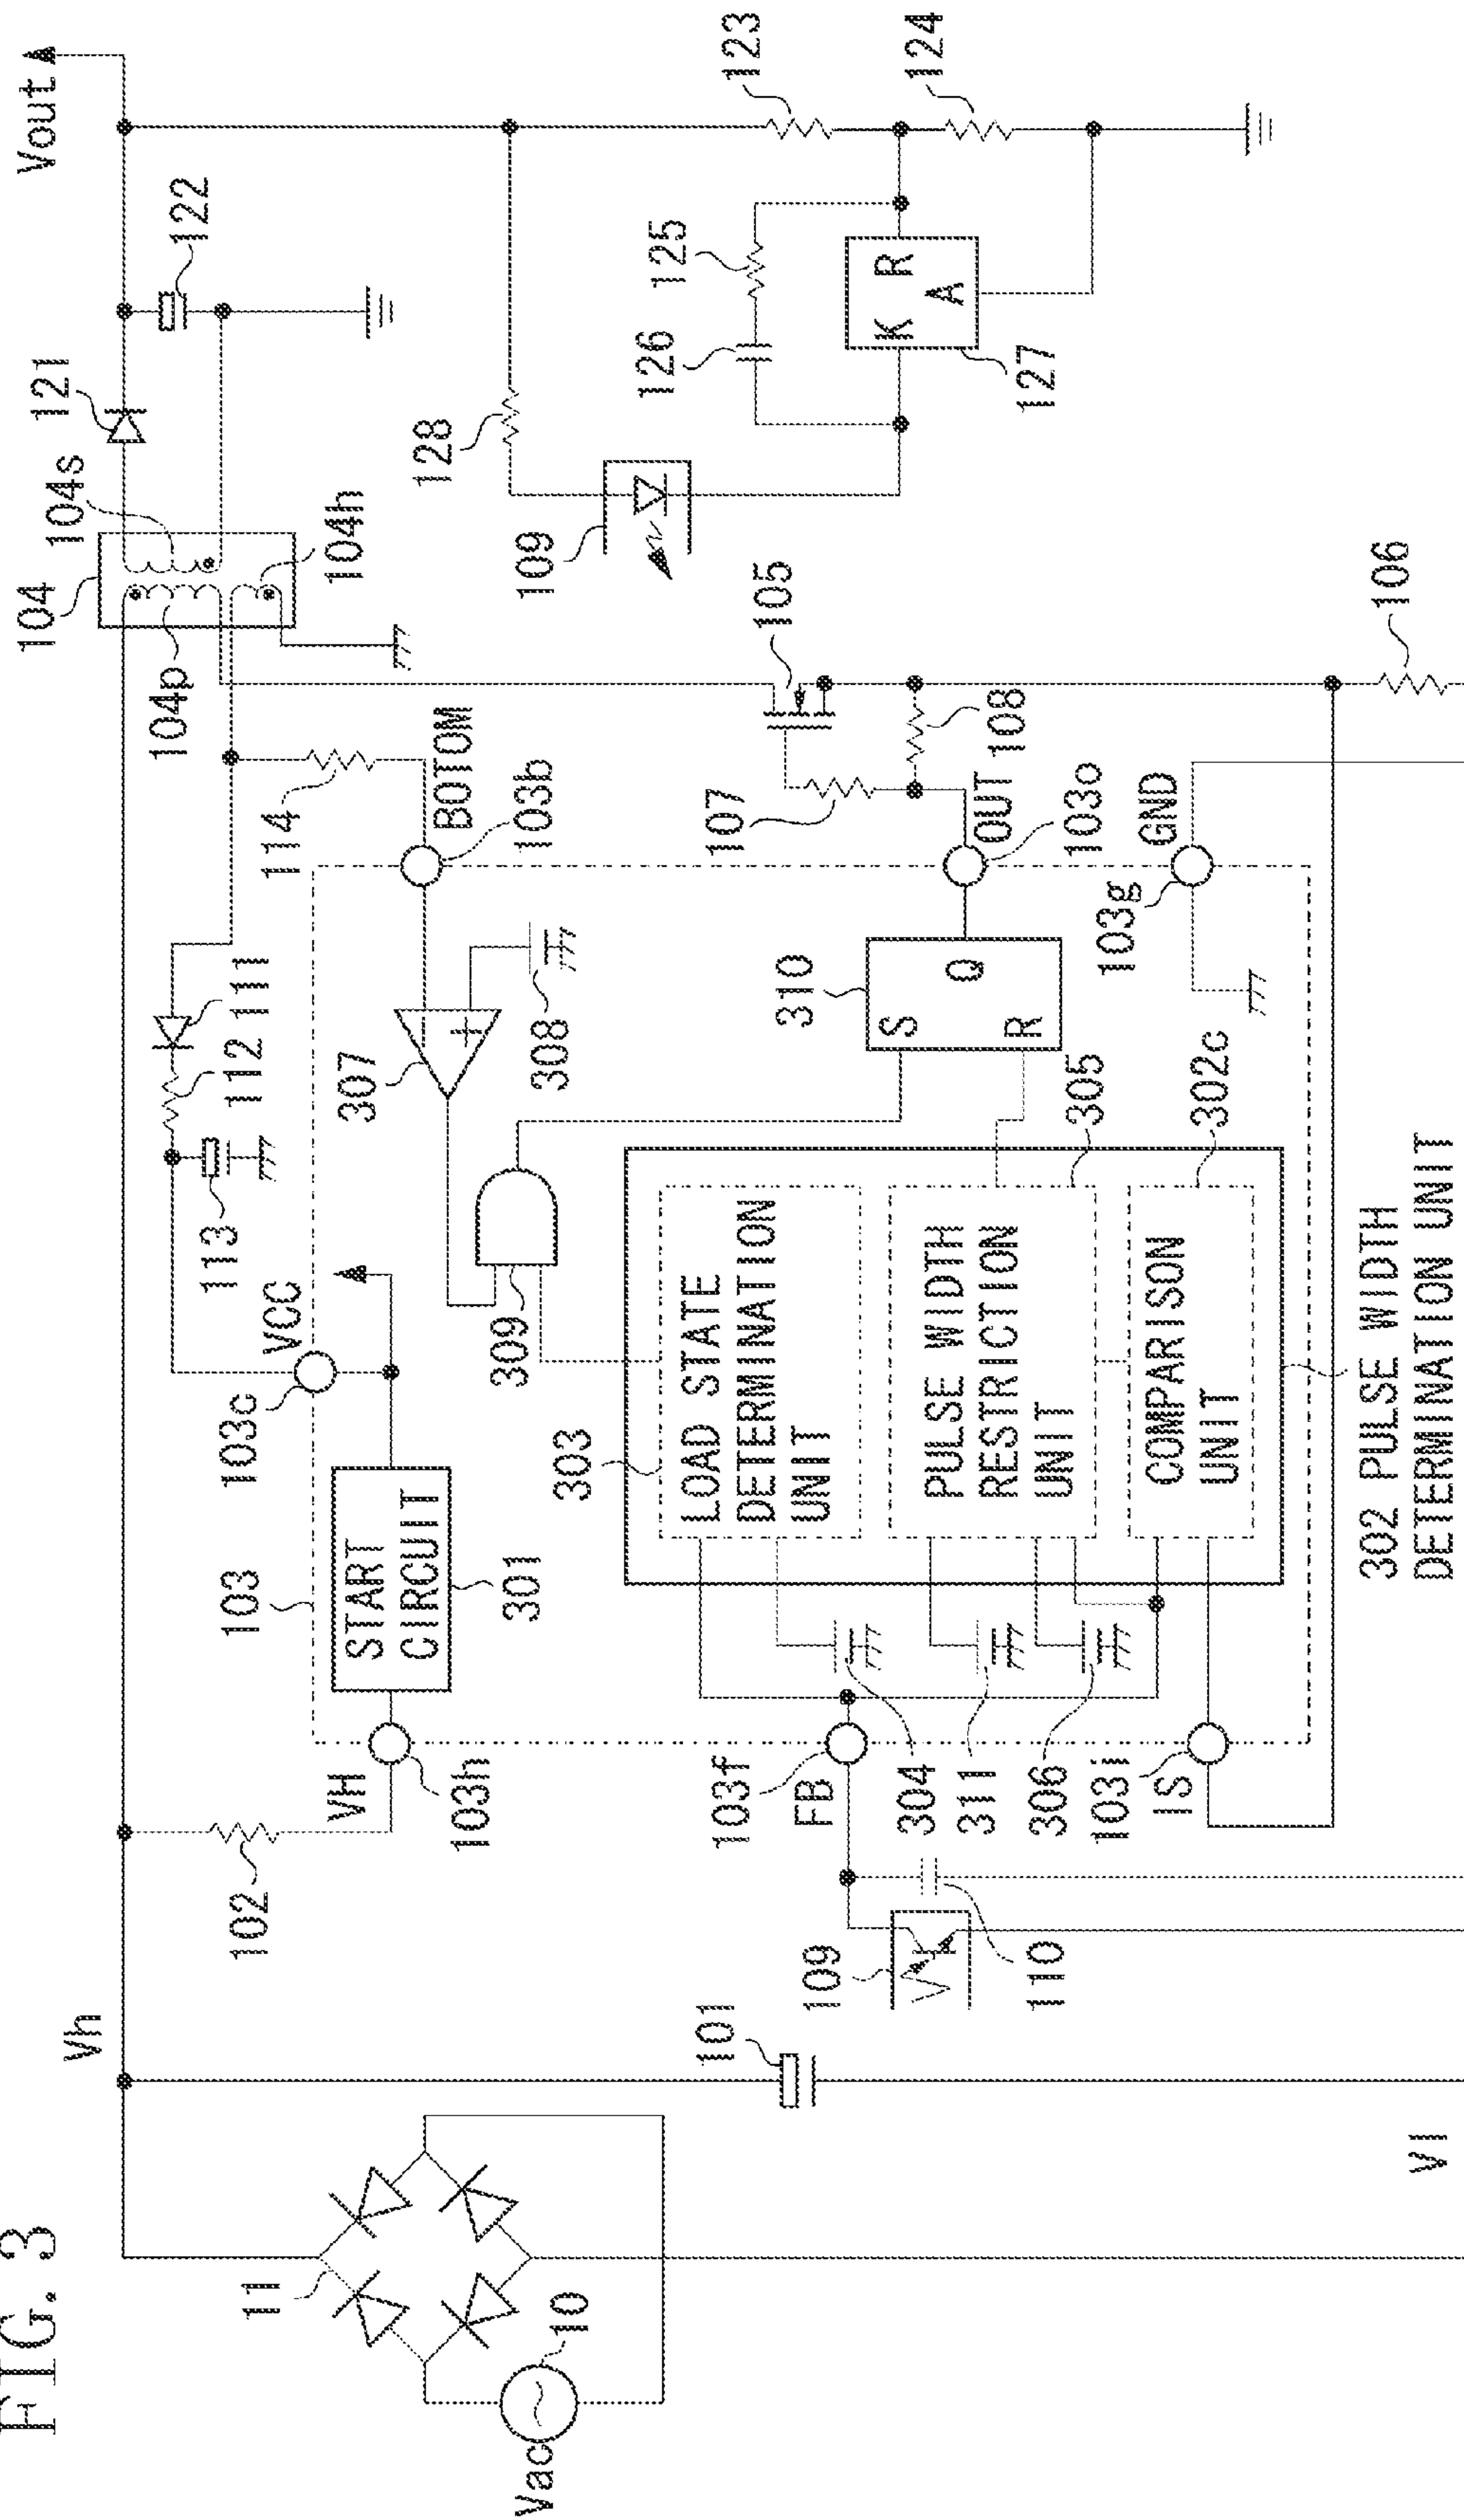 FIG. 3
Vh
Vout
104
104s
121
122
104p
104h
11
102
103
103c
VCC
113
112
111
114
VH
103h
START
CIRCUIT
301
309
307
308
BOTOM
103b
109
128
126
125
123
124
K R
A
127
Vac
10
101
109
110
103f
FB
304
311
306
103i
IS
303
LOAD STATE
DETERMINATION
UNIT
PULSE WIDTH
RESTRICTION
UNIT
COMPARISON
UNIT
305
302c
310
S
Q
R
107
105
108
OUT
103o
103g
GND
106
302 PULSE WIDTH
DETERMINATION UNIT
Vl